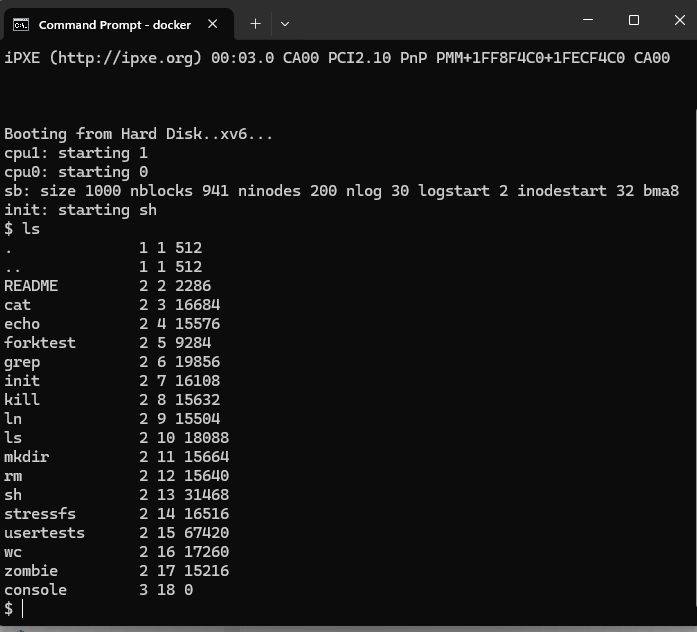 Command Prompt - docker
iPXE (http://ipxe.org) 00:03.0 CA00 PCI2.10 PnP PMM+1FF8F4C0+1FECF4C0 CA00
Booting from Hard Disk..xv6...
cpu1: starting 1
cpu0: starting 0
sb: size 1000 nblocks 941 ninodes 200 nlog 30 logstart 2 inodestart 32 bma8
init: starting sh
$ ls
. 1 1 512
.. 1 1 512
README 2 2 2286
cat 2 3 16684
echo 2 4 15576
forktest 2 5 9284
grep 2 6 19856
init 2 7 16108
kill 2 8 15632
ln 2 9 15504
ls 2 10 18088
mkdir 2 11 15664
rm 2 12 15640
sh 2 13 31468
stressfs 2 14 16516
usertests 2 15 67420
wc 2 16 17260
zombie 2 17 15216
console 3 18 0
$